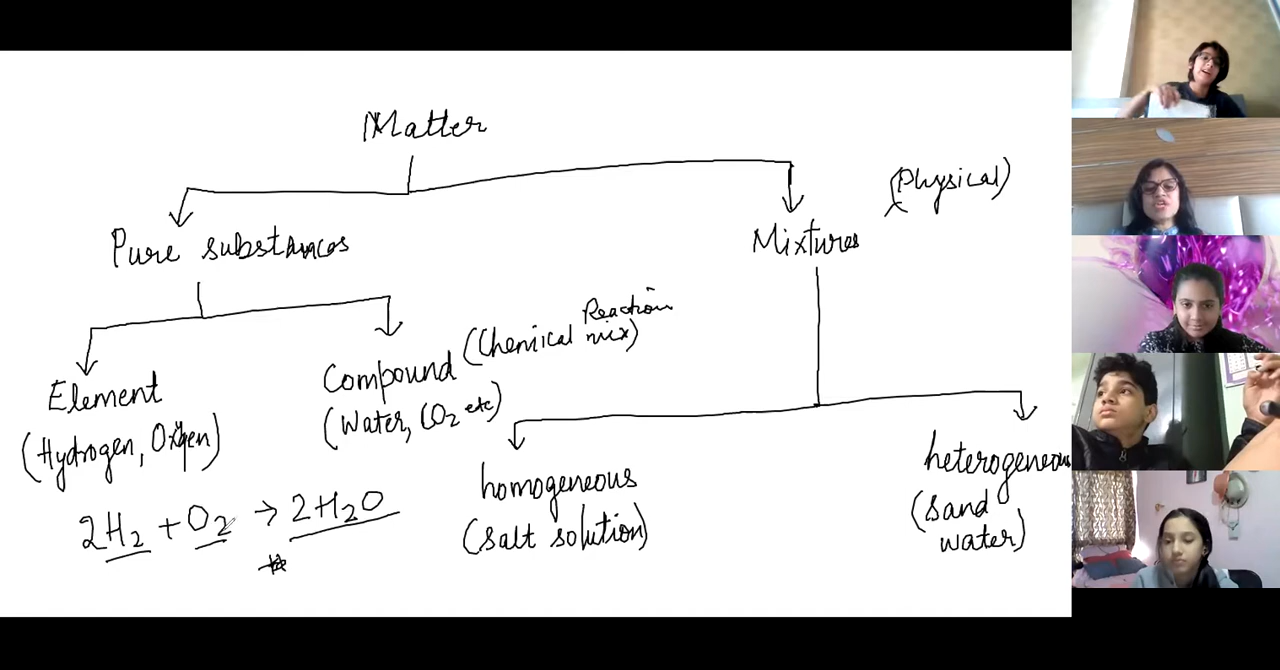 Matter
(Physical)
Pure substances
Mixtures
Element
(Hydrogen, Oxygen)
Compound (Chemical Reaction mix)
(Water, CO2 etc)
homogeneous
(salt solution)
heterogeneous
(sand
water)
2H2 + O2 → 2H2O